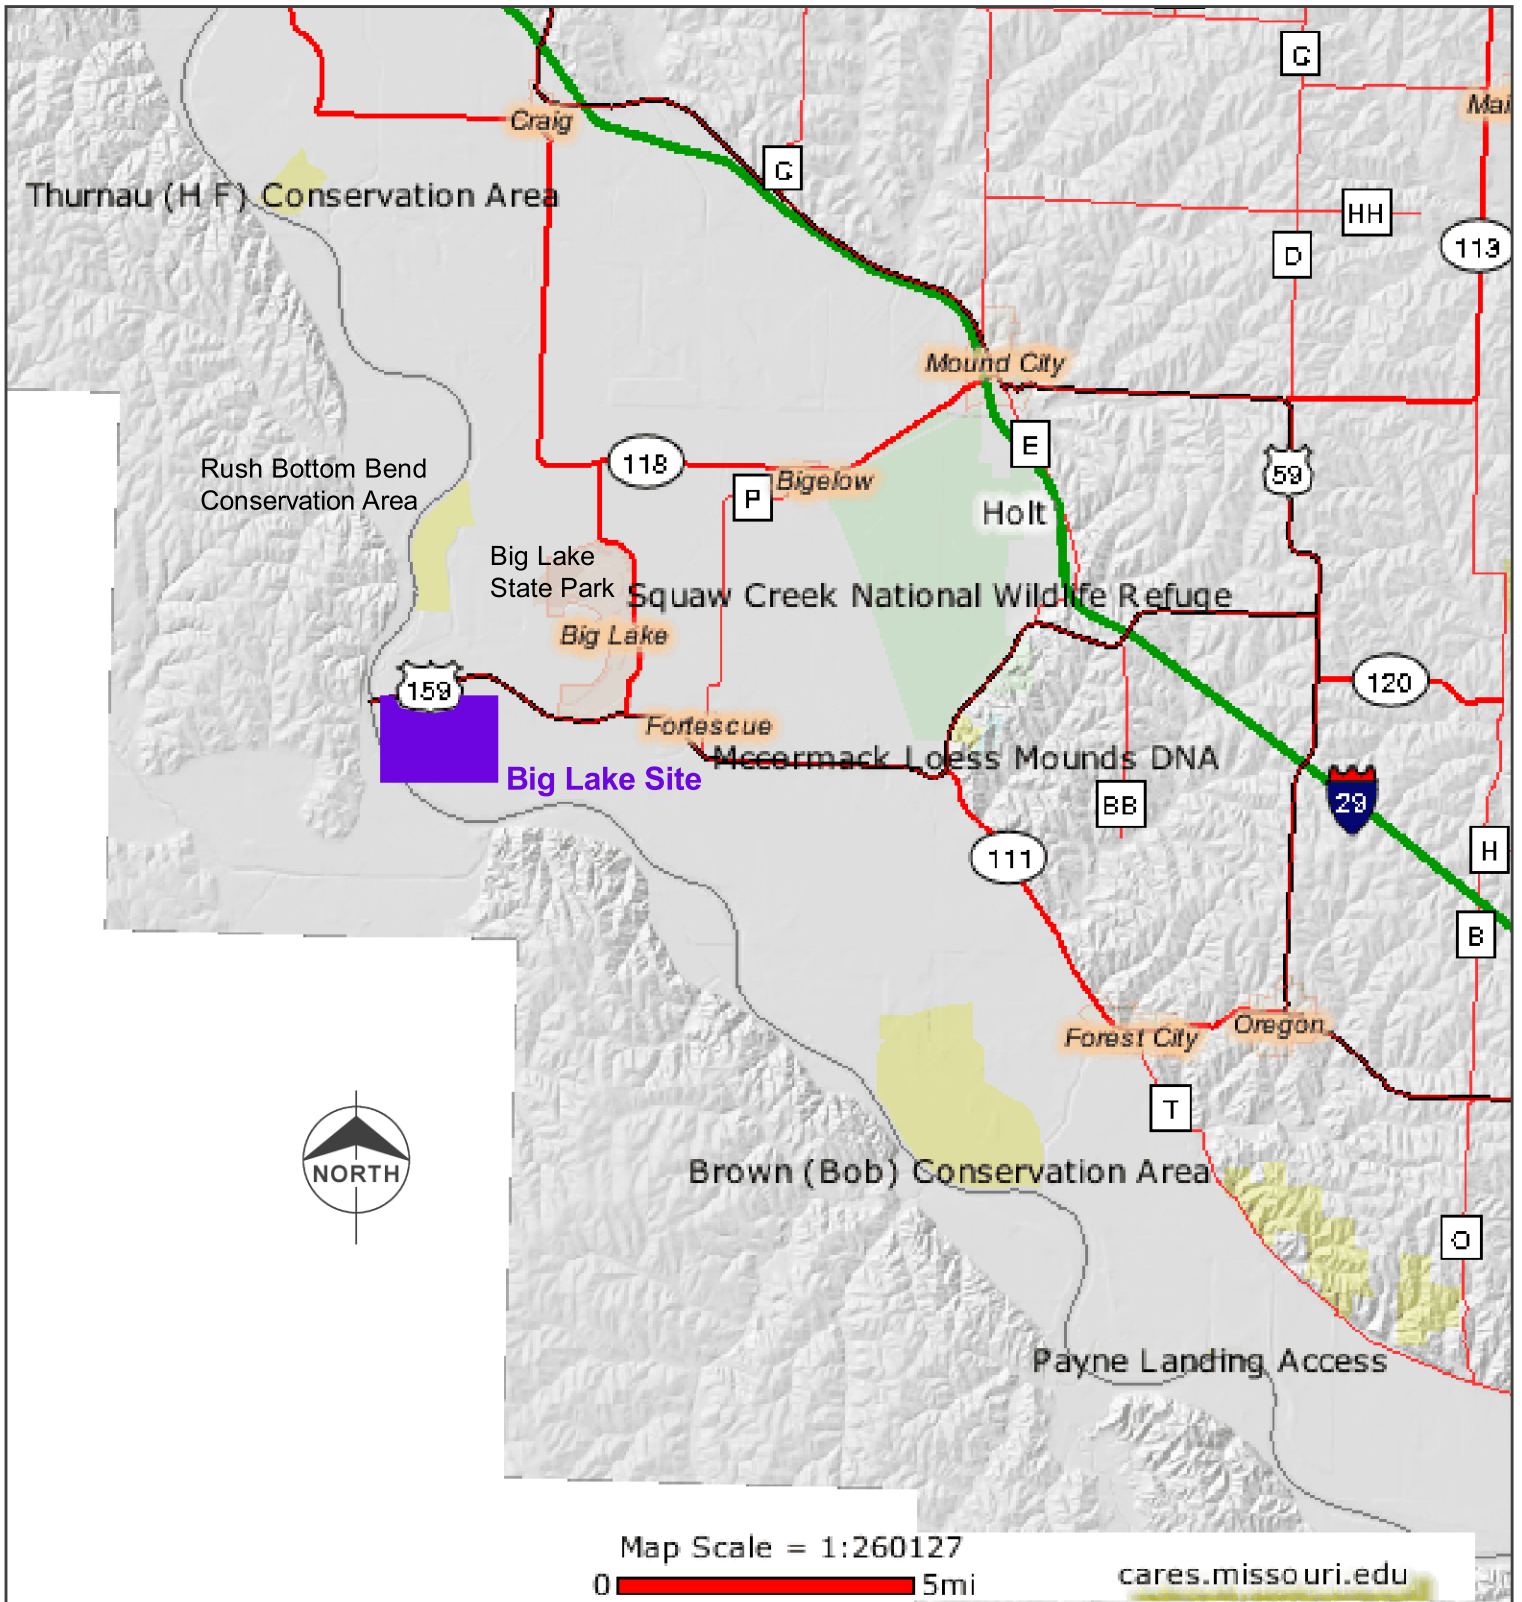 G
Mai
Craig
G
Thurnau (H F) Conservation Area
HH
D
113
Mound City
E
118
Rush Bottom Bend
Conservation Area
59
Bigelow
P
Holt
Big Lake
State Park
Squaw Creek National Wildlife Refuge
Big Lake
159
120
Fortescue
Mccormack Loess Mounds DNA
Big Lake Site
BB
29
111
H
B
Forest City
Oregon
T
NORTH
Brown (Bob) Conservation Area
O
Payne Landing Access
Map Scale = 1:260127
0
5mi
cares.missouri.edu